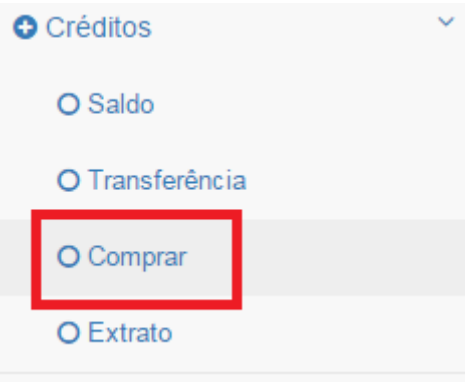 Créditos
Saldo
Transferência
Comprar
Extrato